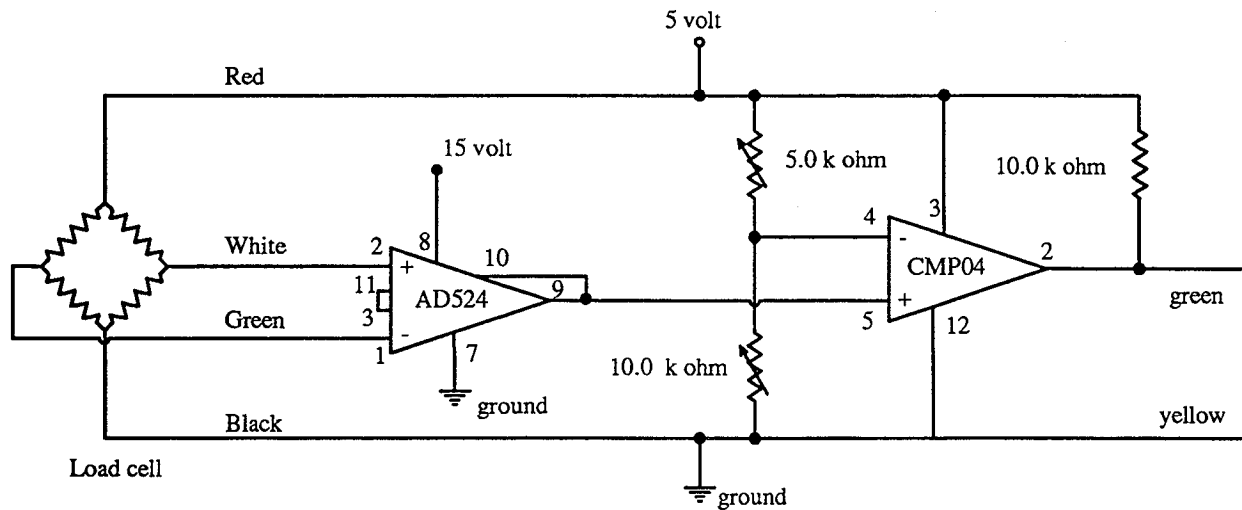 5 volt
Red
15 volt
5.0 k ohm
10.0 k ohm
White
2
8
10
4
3
+
-
2
11
AD524
9
CMP04
3
+
green
Green
-
5
12
1
7
10.0 k ohm
ground
Black
yellow
Load cell
ground